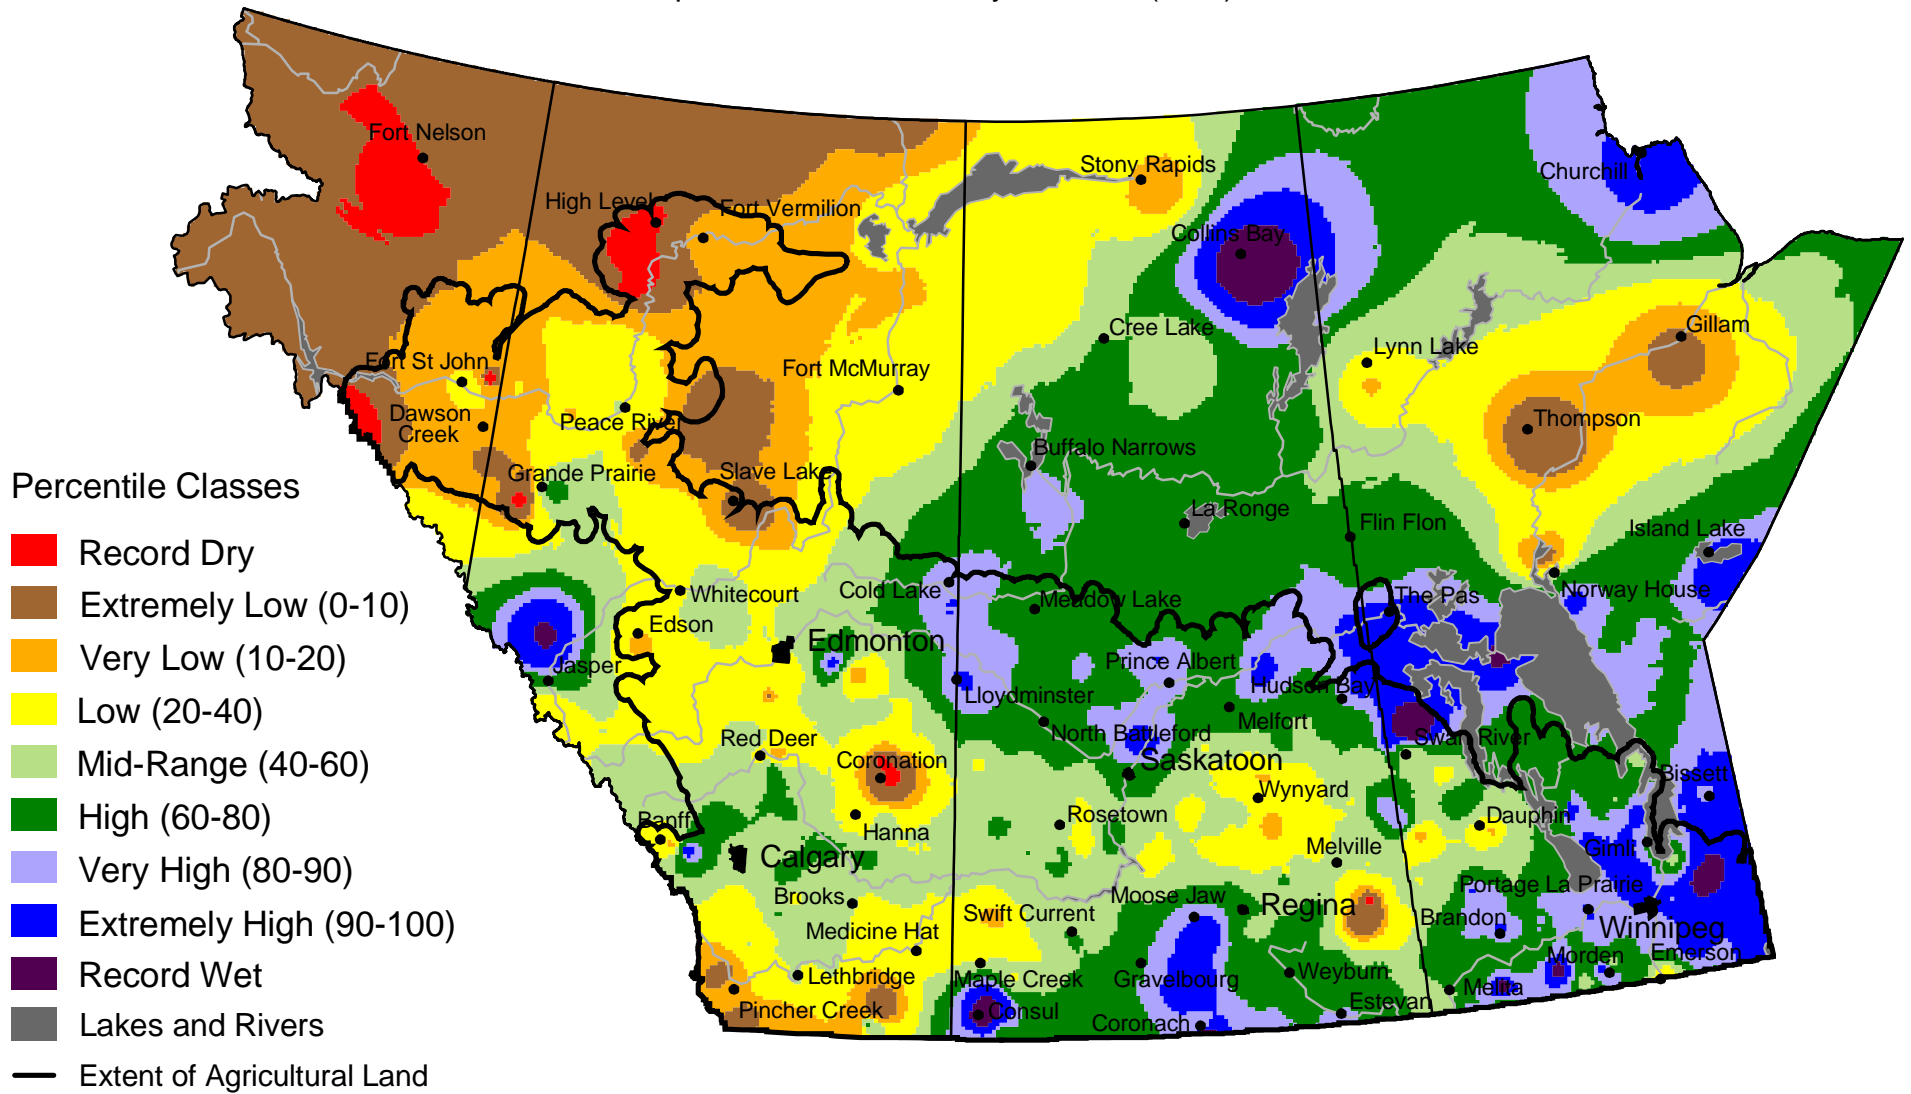 Fort Nelson
Churchill
Stony Rapids
High Level
Fort Vermilion
Collins Bay
Cree Lake
Gillam
Lynn Lake
Fort St John
Fort McMurray
Dawson
Creek
Peace River
Thompson
Buffalo Narrows
Grande Prairie
Slave Lake
La Ronge
Flin Flon
Island Lake
Whitecourt
Cold Lake
Meadow Lake
The Pas
Norway House
Edson
Edmonton
Jasper
Prince Albert
Lloydminster
Hudson Bay
Melfort
North Battleford
Red Deer
Saskatoon
Swan River
Coronation
Bissett
Wynyard
Banff
Hanna
Rosetown
Dauphin
Calgary
Melville
Gimli
Brooks
Moose Jaw
Regina
Portage La Prairie
Swift Current
Brandon
Winnipeg
Medicine Hat
Morden
Emerson
Lethbridge
Maple Creek
Gravelbourg
Weyburn
Melita
Pincher Creek
Consul
Coronach
Estevan
Percentile Classes
Record Dry
Extremely Low (0-10)
Very Low (10-20)
Low (20-40)
Mid-Range (40-60)
High (60-80)
Very High (80-90)
Extremely High (90-100)
Record Wet
Lakes and Rivers
Extent of Agricultural Land